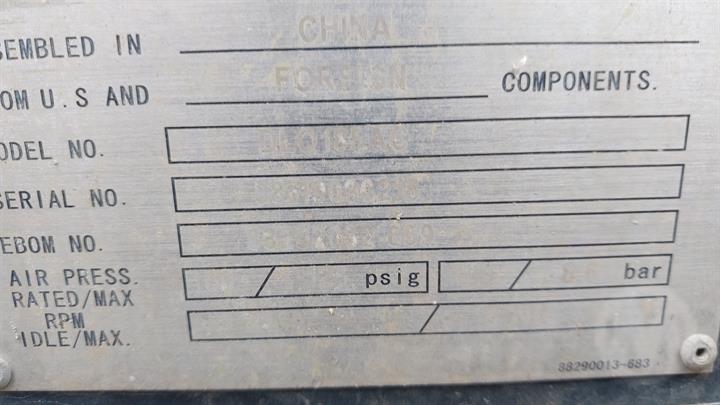 SEMBLED IN CHINA
OM U.S AND FOREIGN COMPONENTS.
ODEL NO.
SERIAL NO.
EBOM NO.
AIR PRESS. RATED/MAX / psig / bar
RPM IDLE/MAX. /
88290013-683